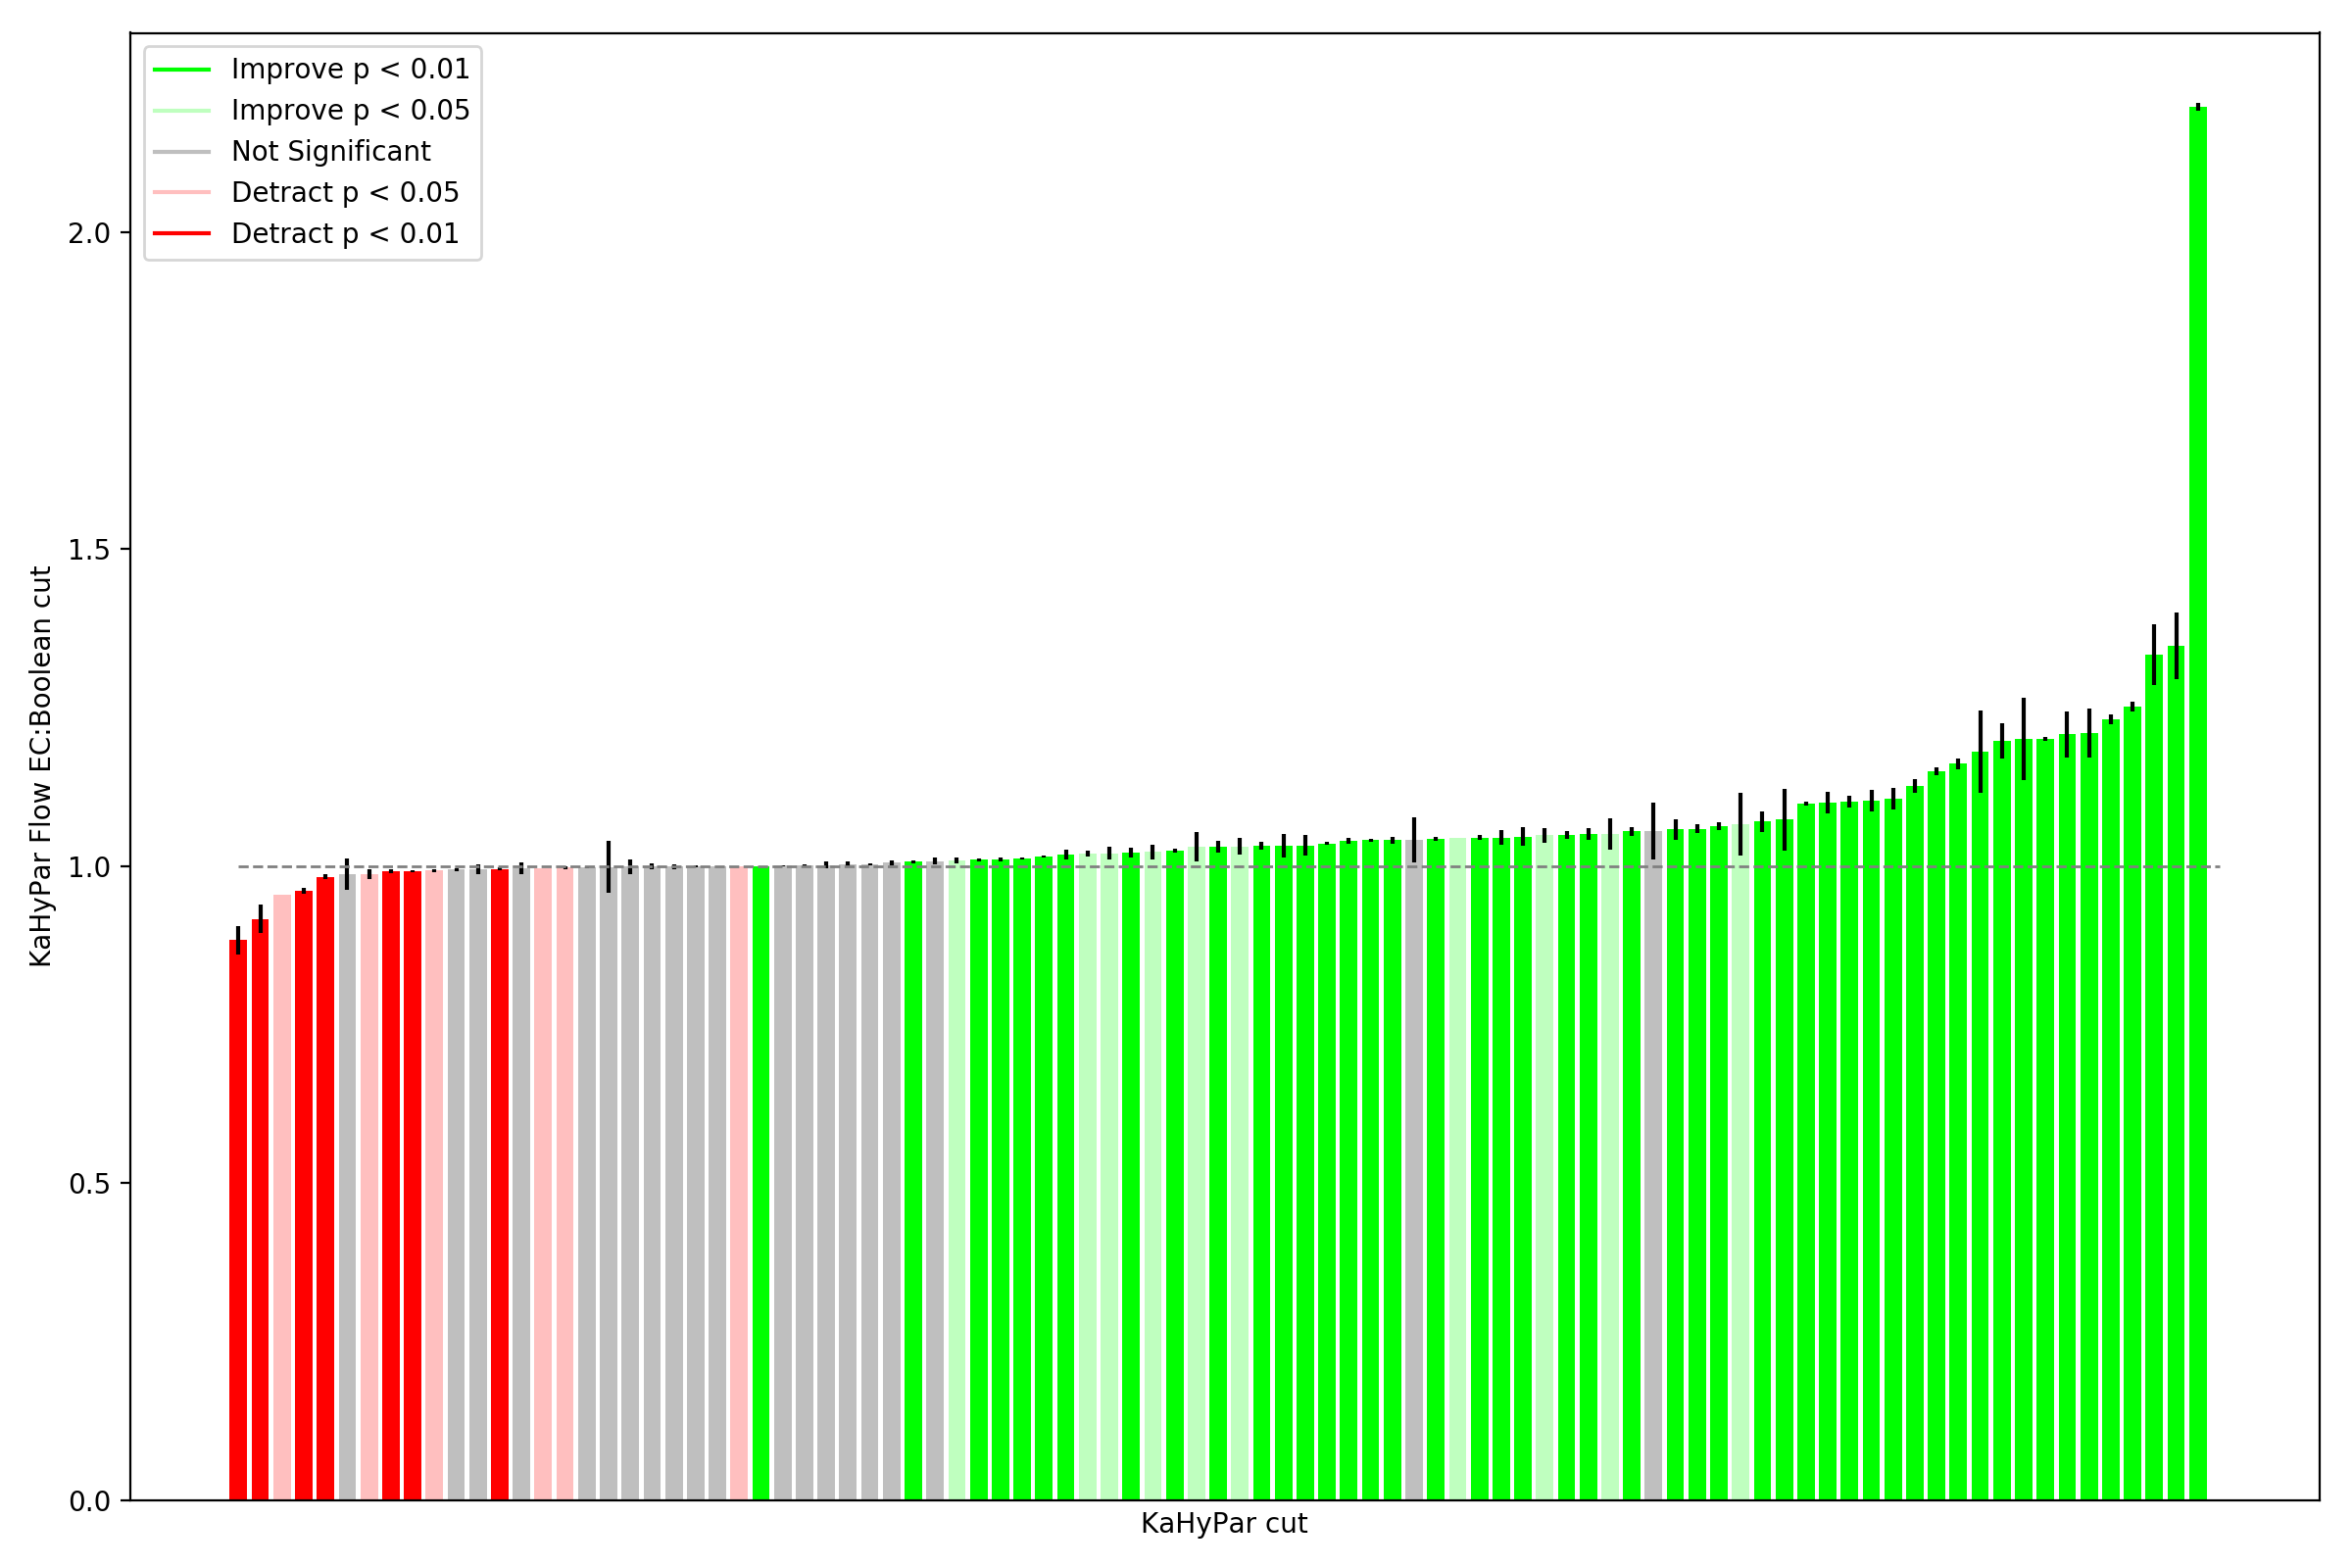 Improve p < 0.01
Improve p < 0.05
Not Significant
Detract p < 0.05
Detract p < 0.01
2.0
1.5
1.0
0.5
0.0
KaHyPar Flow EC:Boolean cut
KaHyPar cut